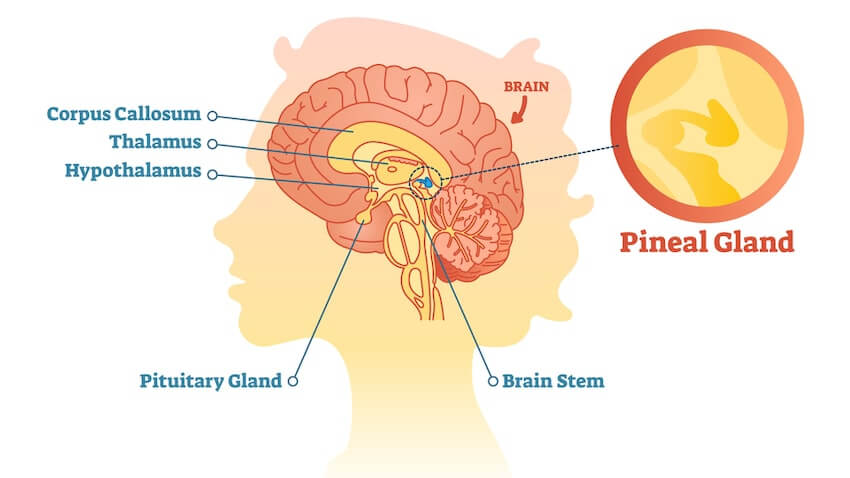 BRAIN
Corpus Callosum
Thalamus
Hypothalamus
Pineal Gland
Pituitary Gland
Brain Stem